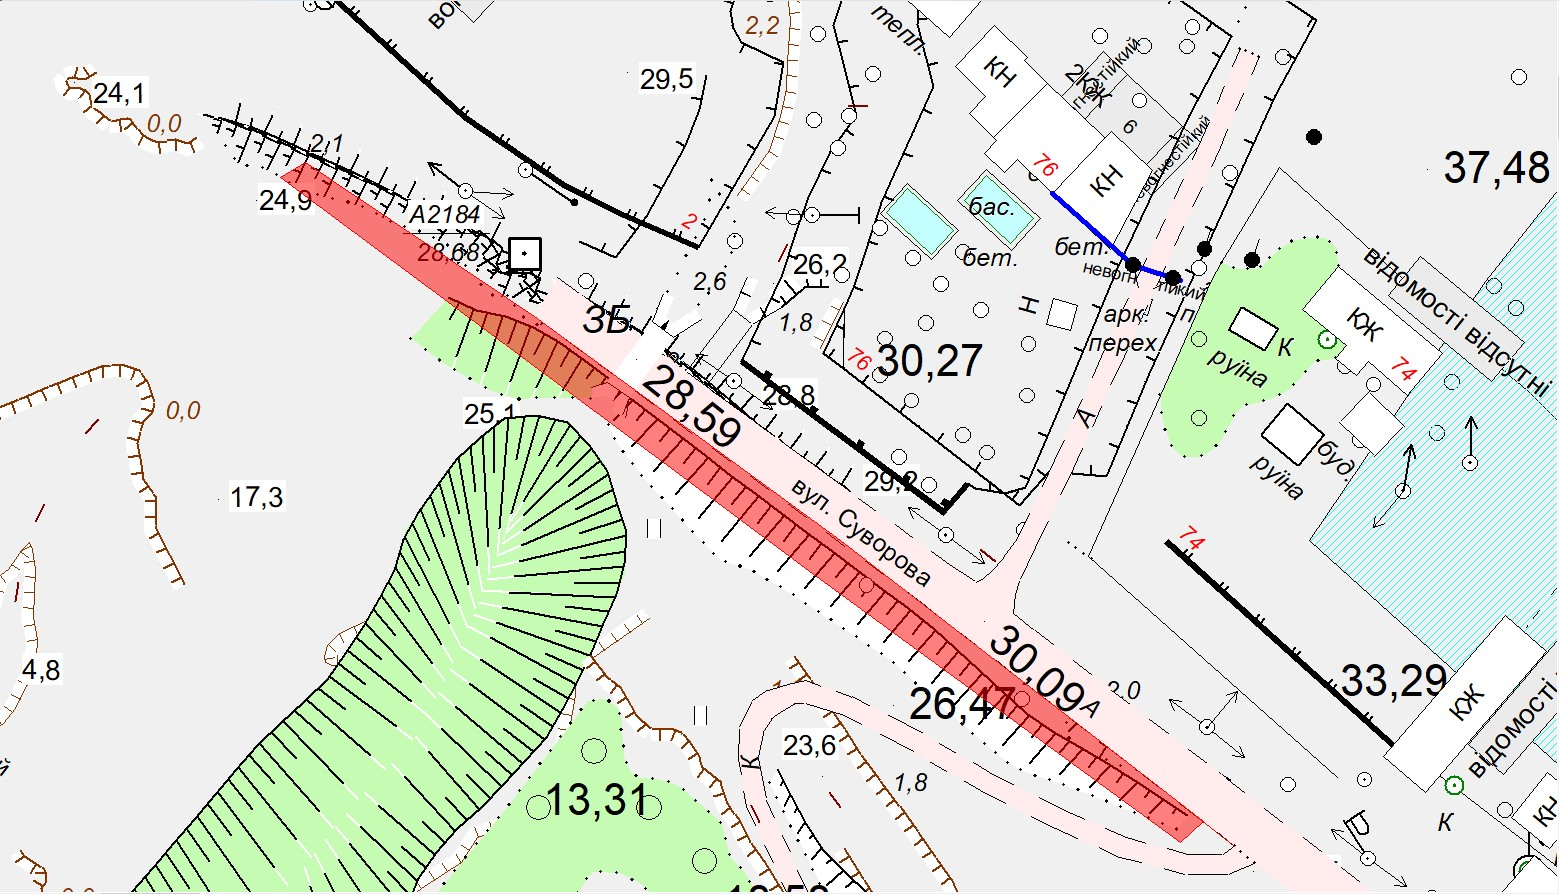 тепл.
2,2
29,5
24,1
0,0
2,1
КН
6
76
КН
37,48
24,9
А2184
28,68
2
бас.
бет.
бет.
26,2
2,6
1,8
ЗБ
Н
арк.
перех.
П
відомості відсутні
КЖ
74
К
руїна
76
30,27
28,59
28,8
25,1
0,0
17,3
А
29,2
вул. Суворова
руїна
буд.
74
4,8
30,09
А
2,0
26,47
33,29
КЖ
відомості
К
23,6
1,8
13,31
К
КН
Р